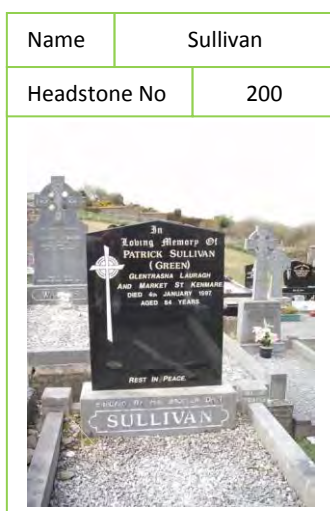 Name Sullivan
Headstone No 200
In
Loving Memory Of
PATRICK SULLIVAN
(GREEN)
GLENTRASNA LAURAGH
AND MARKET ST KENMARE
DIED 4th JANUARY 1997
AGED 84 YEARS
REST IN PEACE.
SULLIVAN